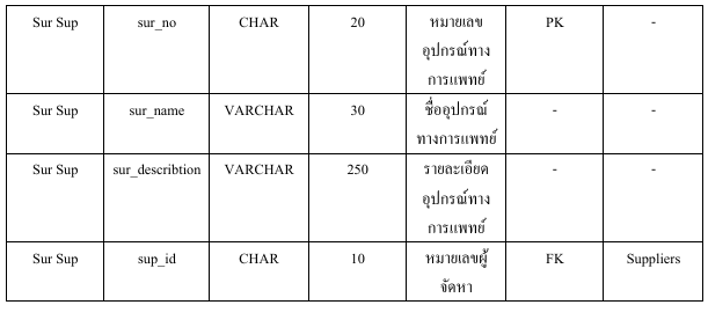 Sur Sup sur_no CHAR 20 หมายเลข PK -
อุปกรณ์ทาง
การแพทย์
Sur Sup sur_name VARCHAR 30 ชื่ออุปกรณ์ - -
ทางการแพทย์
Sur Sup sur_describtion VARCHAR 250 รายละเอียด - -
อุปกรณ์ทาง
การแพทย์
Sur Sup sup_id CHAR 10 หมายเลขผู้ FK Suppliers
จัดหา